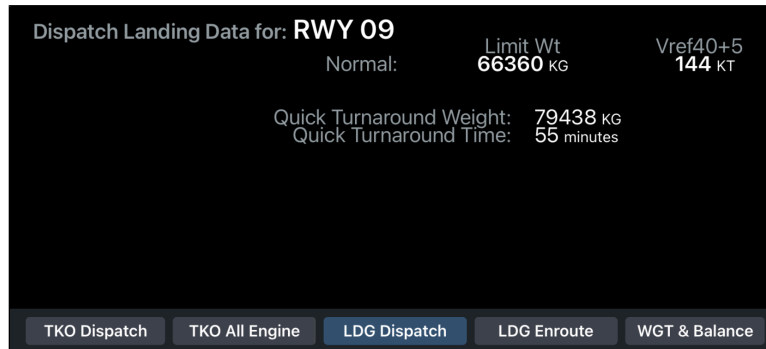 Dispatch Landing Data for: RWY 09
Limit Wt Vref40+5
Normal: 66360 KG 144 KT
Quick Turnaround Weight: 79438 KG
Quick Turnaround Time: 55 minutes
TKO Dispatch TKO All Engine LDG Dispatch LDG Enroute WGT & Balance